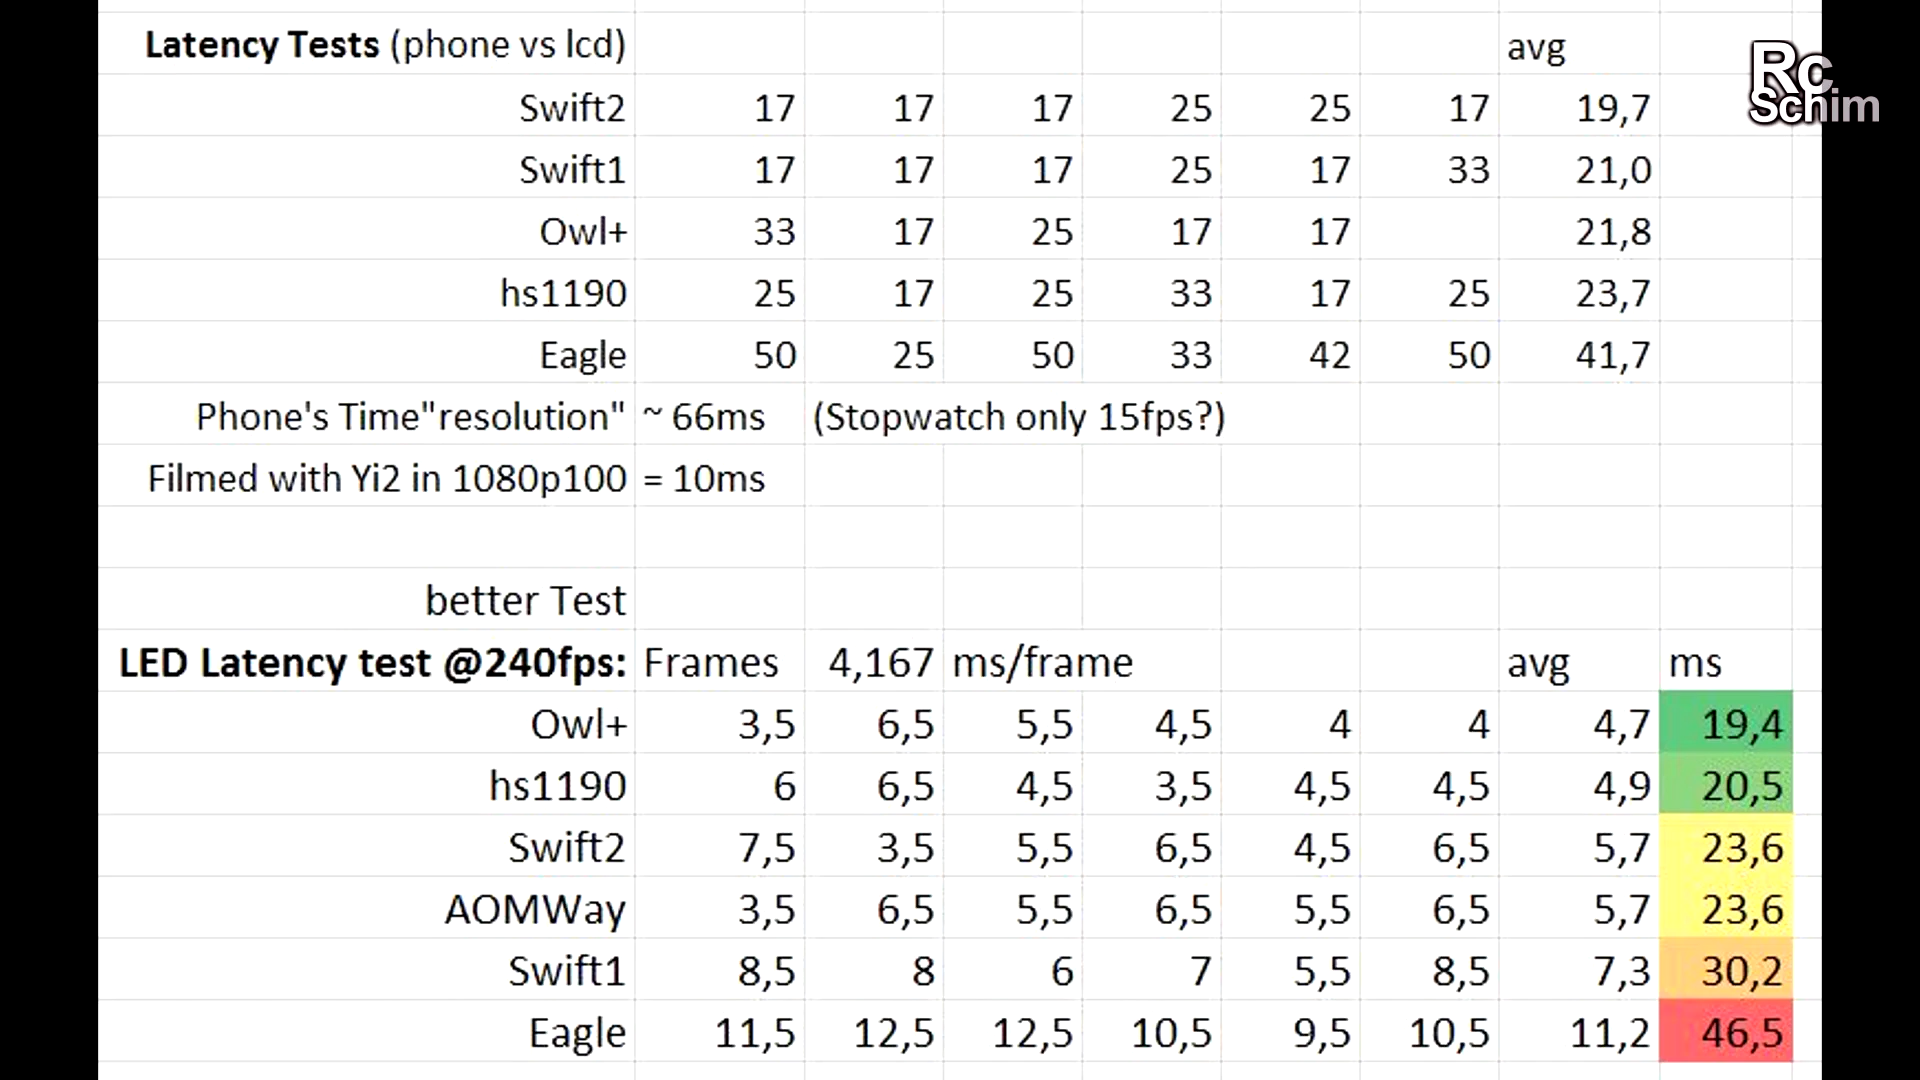 Latency Tests (phone vs lcd) avg
Rc
Schim
Swift2 17 17 17 25 25 17 19,7
Swift1 17 17 17 25 17 33 21,0
Owl+ 33 17 25 17 17 21,8
hs1190 25 17 25 33 17 25 23,7
Eagle 50 25 50 33 42 50 41,7
Phone's Time"resolution" ~ 66ms (Stopwatch only 15fps?)
Filmed with Yi2 in 1080p100 = 10ms
better Test
LED Latency test @240fps: Frames 4,167 ms/frame avg ms
Owl+ 3,5 6,5 5,5 4,5 4 4 4,7 19,4
hs1190 6 6,5 4,5 3,5 4,5 4,5 4,9 20,5
Swift2 7,5 3,5 5,5 6,5 4,5 6,5 5,7 23,6
AOMWay 3,5 6,5 5,5 6,5 5,5 6,5 5,7 23,6
Swift1 8,5 8 6 7 5,5 8,5 7,3 30,2
Eagle 11,5 12,5 12,5 10,5 9,5 10,5 11,2 46,5